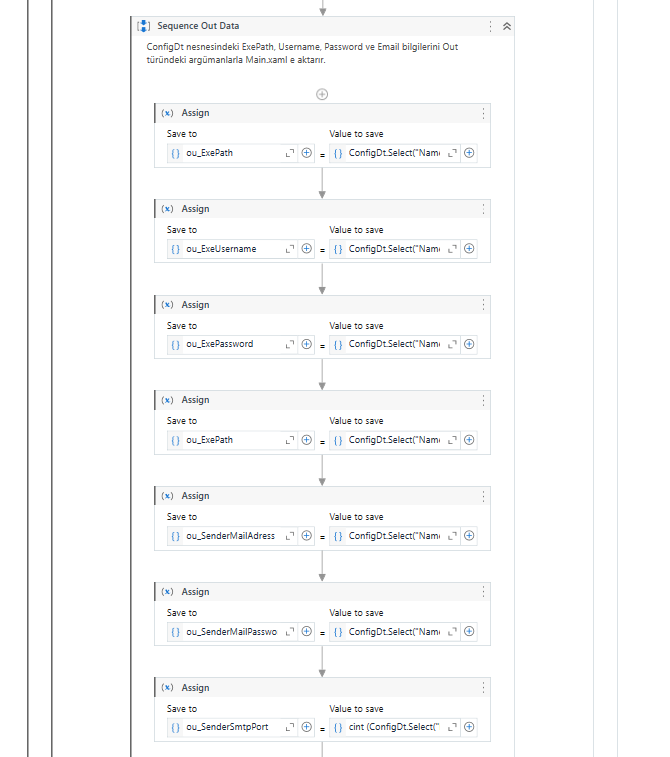 Sequence Out Data
ConfigDt nesnesindeki ExePath, Username, Password ve Email bilgilerini Out
türündeki argümanlarla Main.xaml e aktarır.
(x) Assign
Save to Value to save
{} ou_ExePath = {} ConfigDt.Select("Nam
(x) Assign
Save to Value to save
{} ou_ExeUsername = {} ConfigDt.Select("Nam
(x) Assign
Save to Value to save
{} ou_ExePassword = {} ConfigDt.Select("Nam
(x) Assign
Save to Value to save
{} ou_ExePath = {} ConfigDt.Select("Nam
(x) Assign
Save to Value to save
{} ou_SenderMailAdress = {} ConfigDt.Select("Nam
(x) Assign
Save to Value to save
{} ou_SenderMailPasswo = {} ConfigDt.Select("Nam
(x) Assign
Save to Value to save
{} ou_SenderSmtpPort = {} cint (ConfigDt.Select("